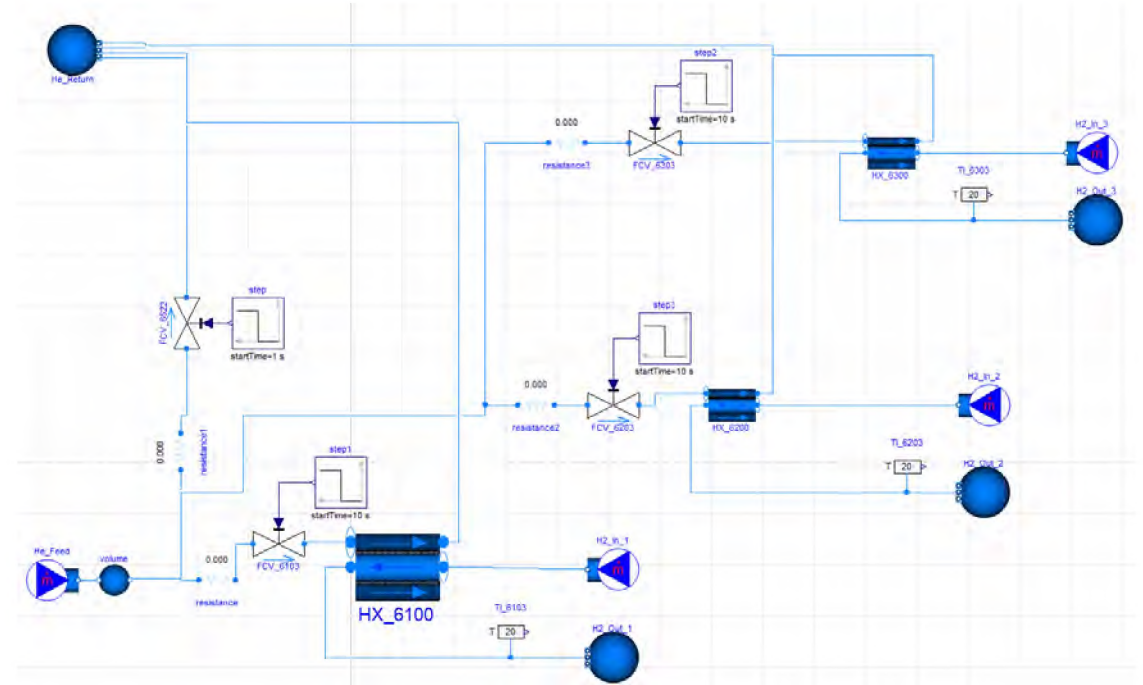 He_Return
step2
startTime=10 s
0.000
resistance3
FCV_6303
HX_6300
H2_In_3
TI_6303
T 20
H2_Out_3
step
startTime=1 s
FCV_6522
step3
startTime=10 s
0.000
resistance2
FCV_6203
HX_6200
H2_In_2
TI_6203
T 20
H2_Out_2
0.000
resistance1
step1
startTime=10 s
He_Feed
ṁ
volume
0.000
resistance
FCV_6103
HX_6100
H2_In_1
ṁ
TI_6103
T 20
H2_Out_1